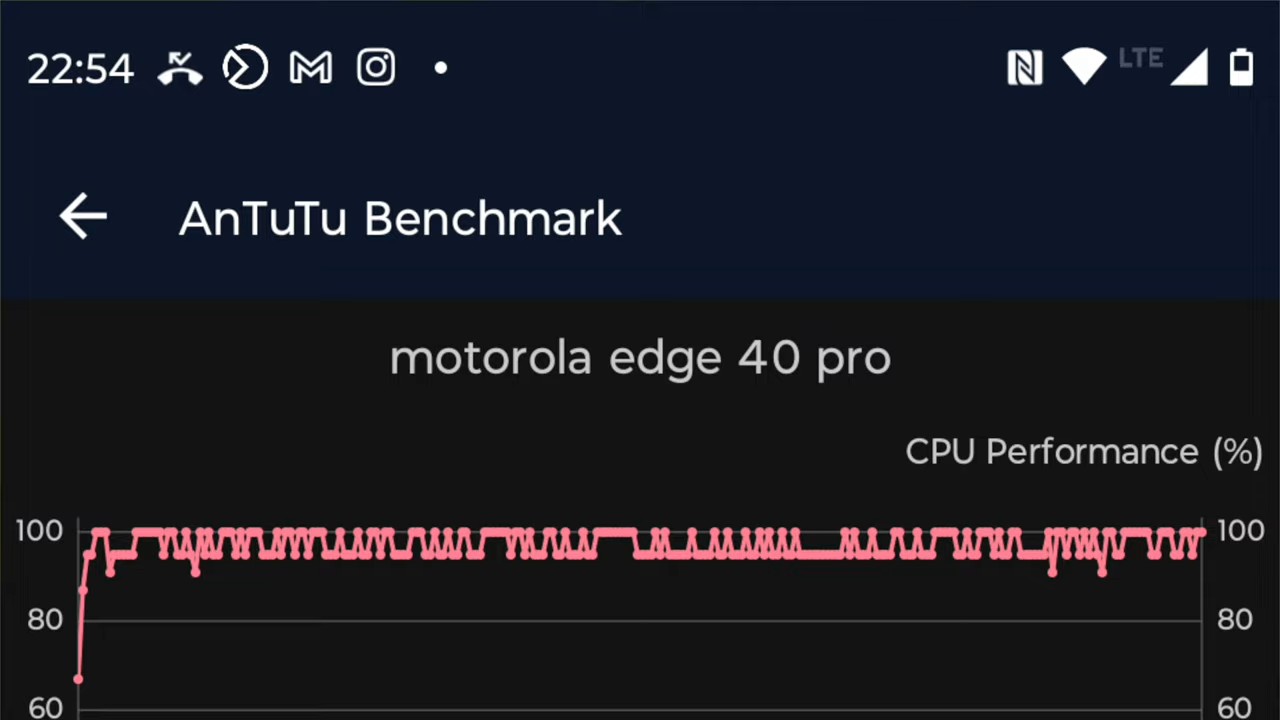 22:54 LTE
AnTuTu Benchmark
motorola edge 40 pro
CPU Performance (%)
100 100
80 80
60 60